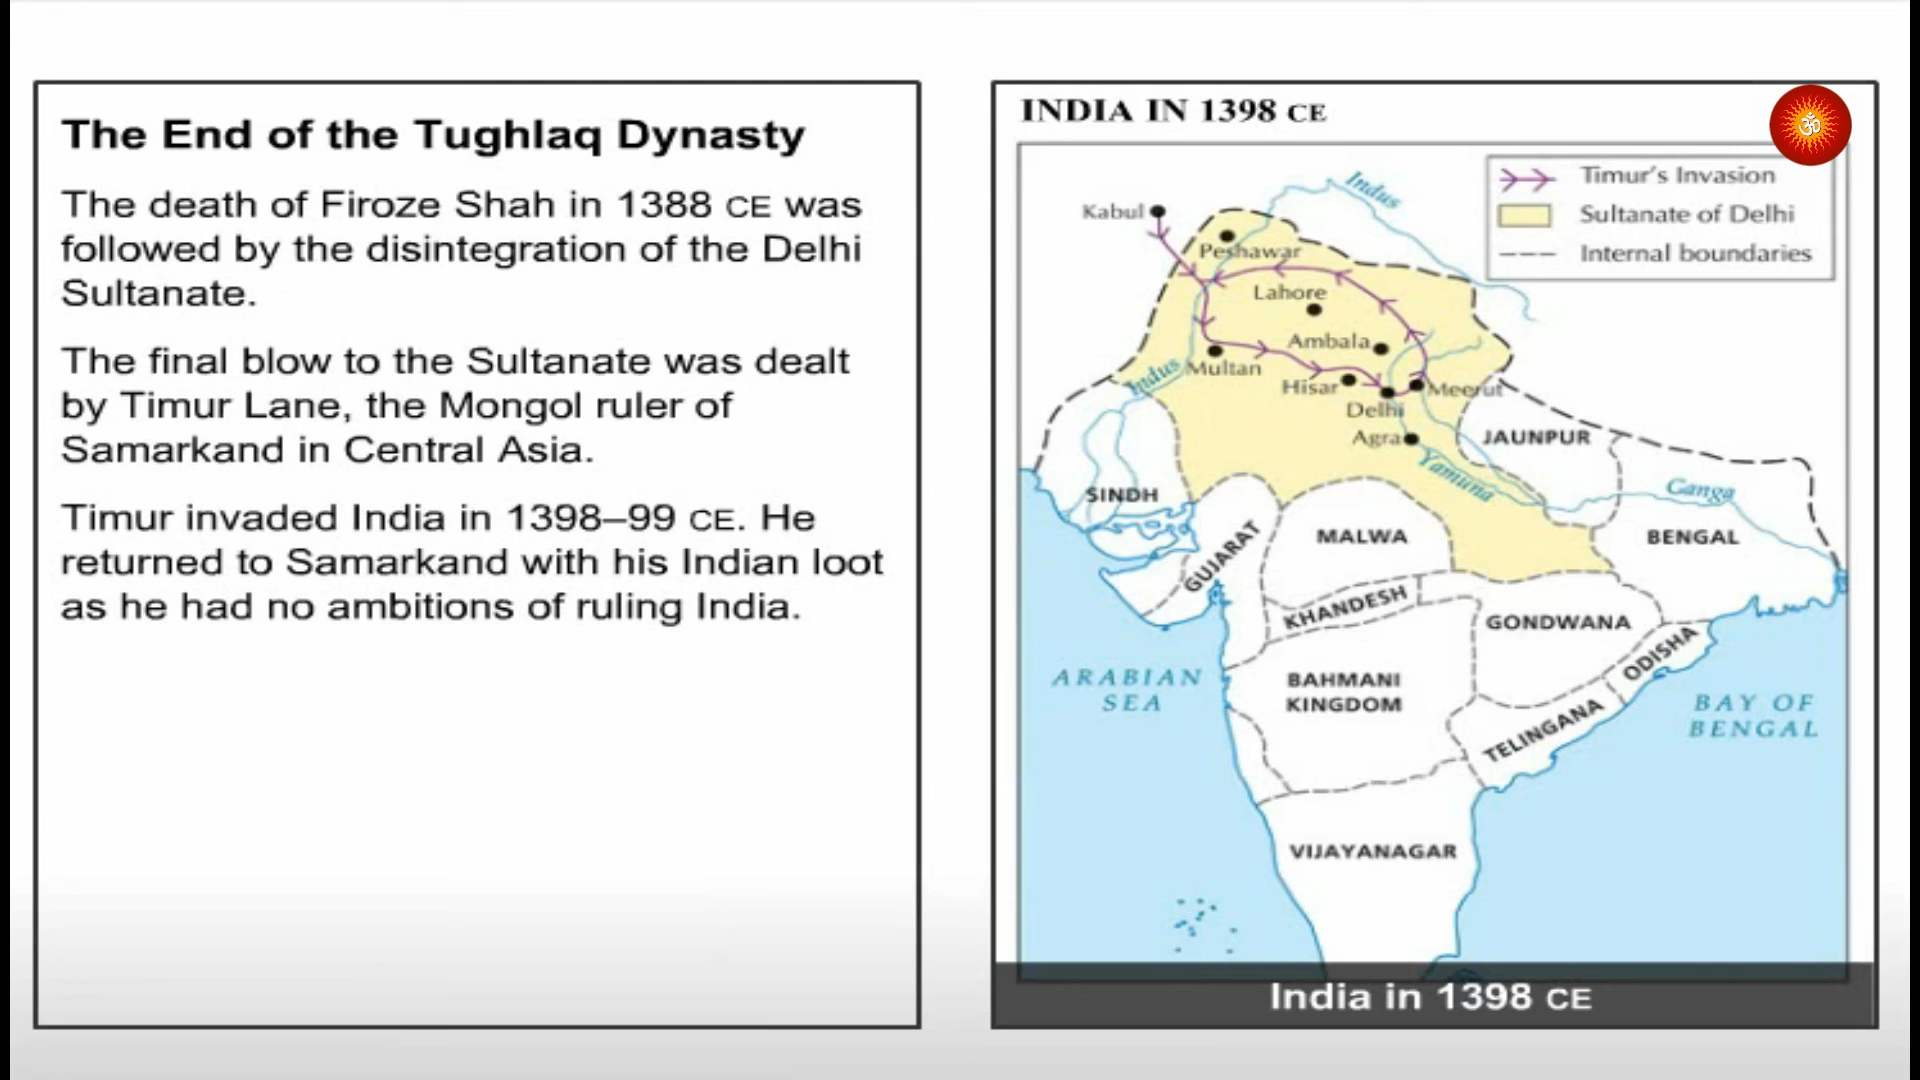 The End of the Tughlaq Dynasty
The death of Firoze Shah in 1388 CE was
followed by the disintegration of the Delhi
Sultanate.
The final blow to the Sultanate was dealt
by Timur Lane, the Mongol ruler of
Samarkand in Central Asia.
Timur invaded India in 1398–99 CE. He
returned to Samarkand with his Indian loot
as he had no ambitions of ruling India.
INDIA IN 1398 CE
ॐ
Timur's Invasion
Sultanate of Delhi
Internal boundaries
Indus
Kabul
Peshawar
Lahore
Ambala
Multan
Indus
Hisar
Meerut
Delhi
Agra
JAUNPUR
Yamuna
Ganga
SINDH
GUJARAT
MALWA
BENGAL
KHANDESH
GONDWANA
ODISHA
ARABIAN
SEA
BAHMANI
KINGDOM
TELINGANA
BAY OF
BENGAL
VIJAYANAGAR
India in 1398 CE